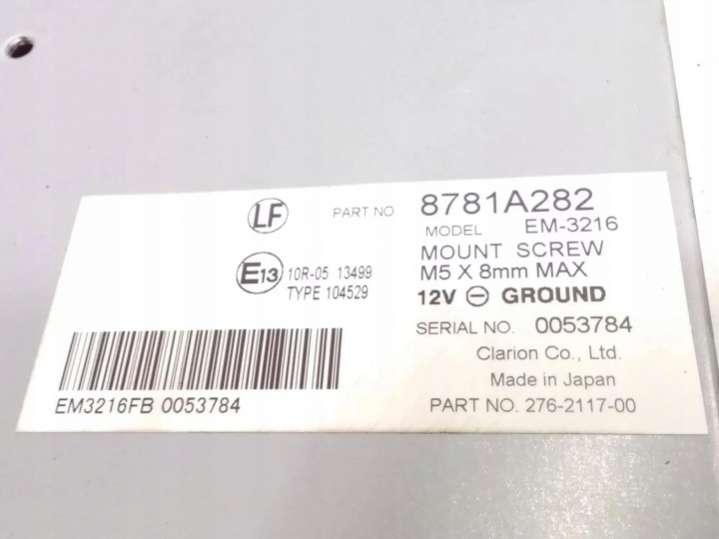 LF
PART NO 8781A282
MODEL EM-3216
MOUNT SCREW
M5 X 8mm MAX
E13 10R-05 13499
TYPE 104529
12V ⊖ GROUND
SERIAL NO. 0053784
Clarion Co., Ltd.
Made in Japan
EM3216FB 0053784
PART NO. 276-2117-00